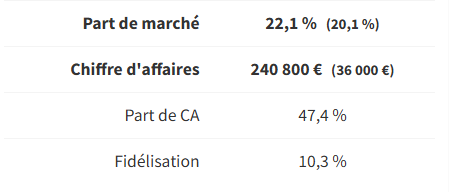 Part de marché 22,1 % (20,1 %)
Chiffre d'affaires 240 800 € (36 000 €)
Part de CA 47,4 %
Fidélisation 10,3 %